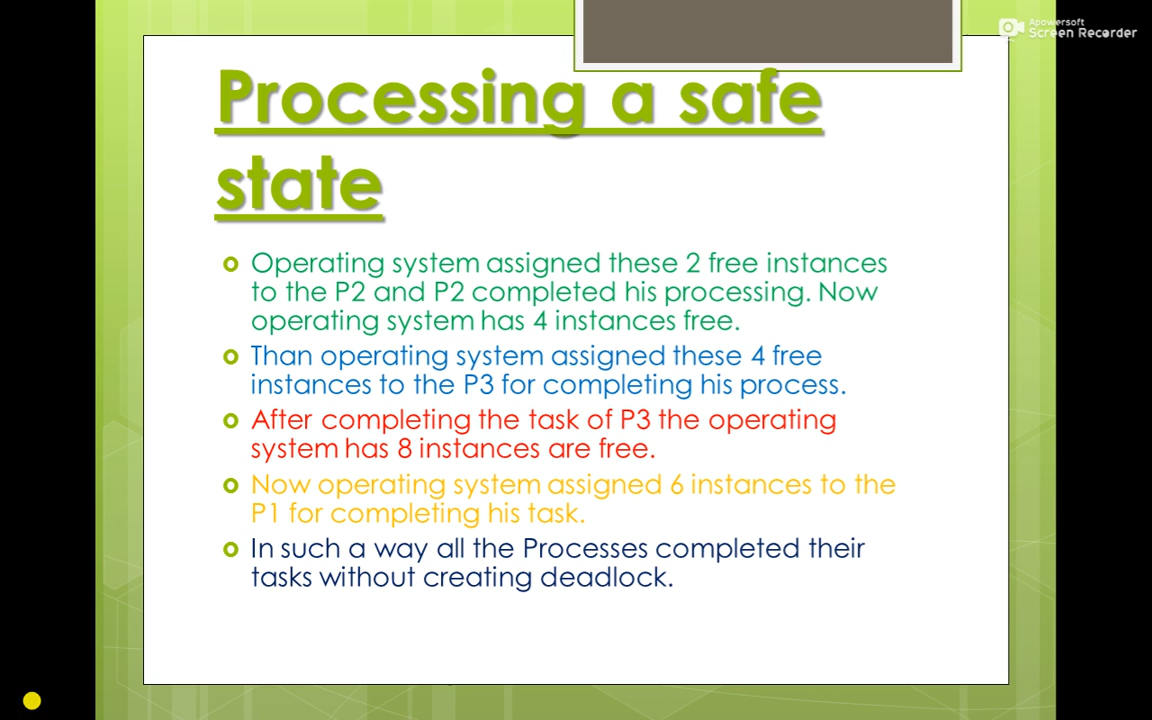 Apowersoft
Screen Recorder
Processing a safe
state
Operating system assigned these 2 free instances
to the P2 and P2 completed his processing. Now
operating system has 4 instances free.
Than operating system assigned these 4 free
instances to the P3 for completing his process.
After completing the task of P3 the operating
system has 8 instances are free.
Now operating system assigned 6 instances to the
P1 for completing his task.
In such a way all the Processes completed their
tasks without creating deadlock.